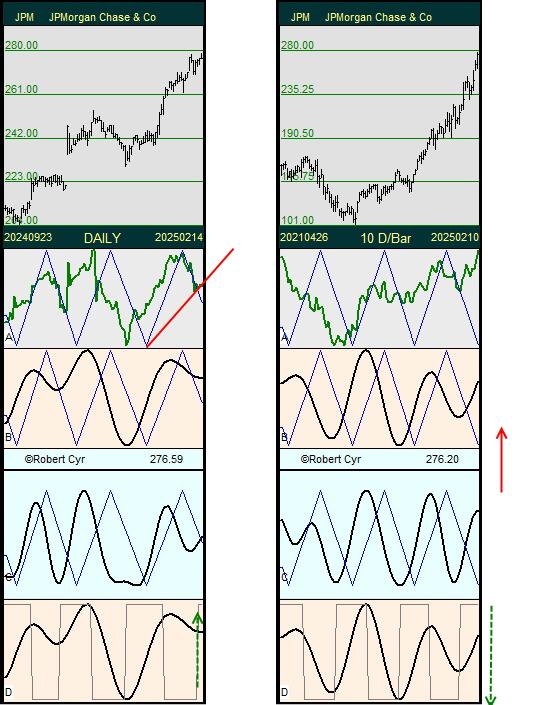 JPM JPMorgan Chase & Co
280.00
261.00
242.00
223.00
20240923 DAILY 20250214
A
B
©Robert Cyr 276.59
C
D
JPM JPMorgan Chase & Co
280.00
235.25
190.50
101.00
20210426 10 D/Bar 20250210
A
B
©Robert Cyr 276.20
C
D